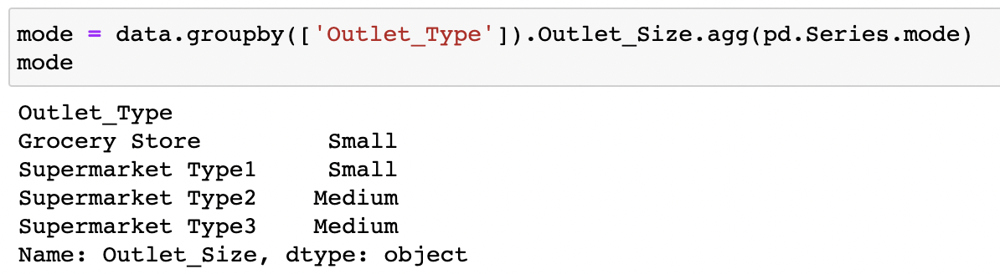 mode = data.groupby(['Outlet_Type']).Outlet_Size.agg(pd.Series.mode)
mode
Outlet_Type
Grocery Store         Small
Supermarket Type1     Small
Supermarket Type2    Medium
Supermarket Type3    Medium
Name: Outlet_Size, dtype: object